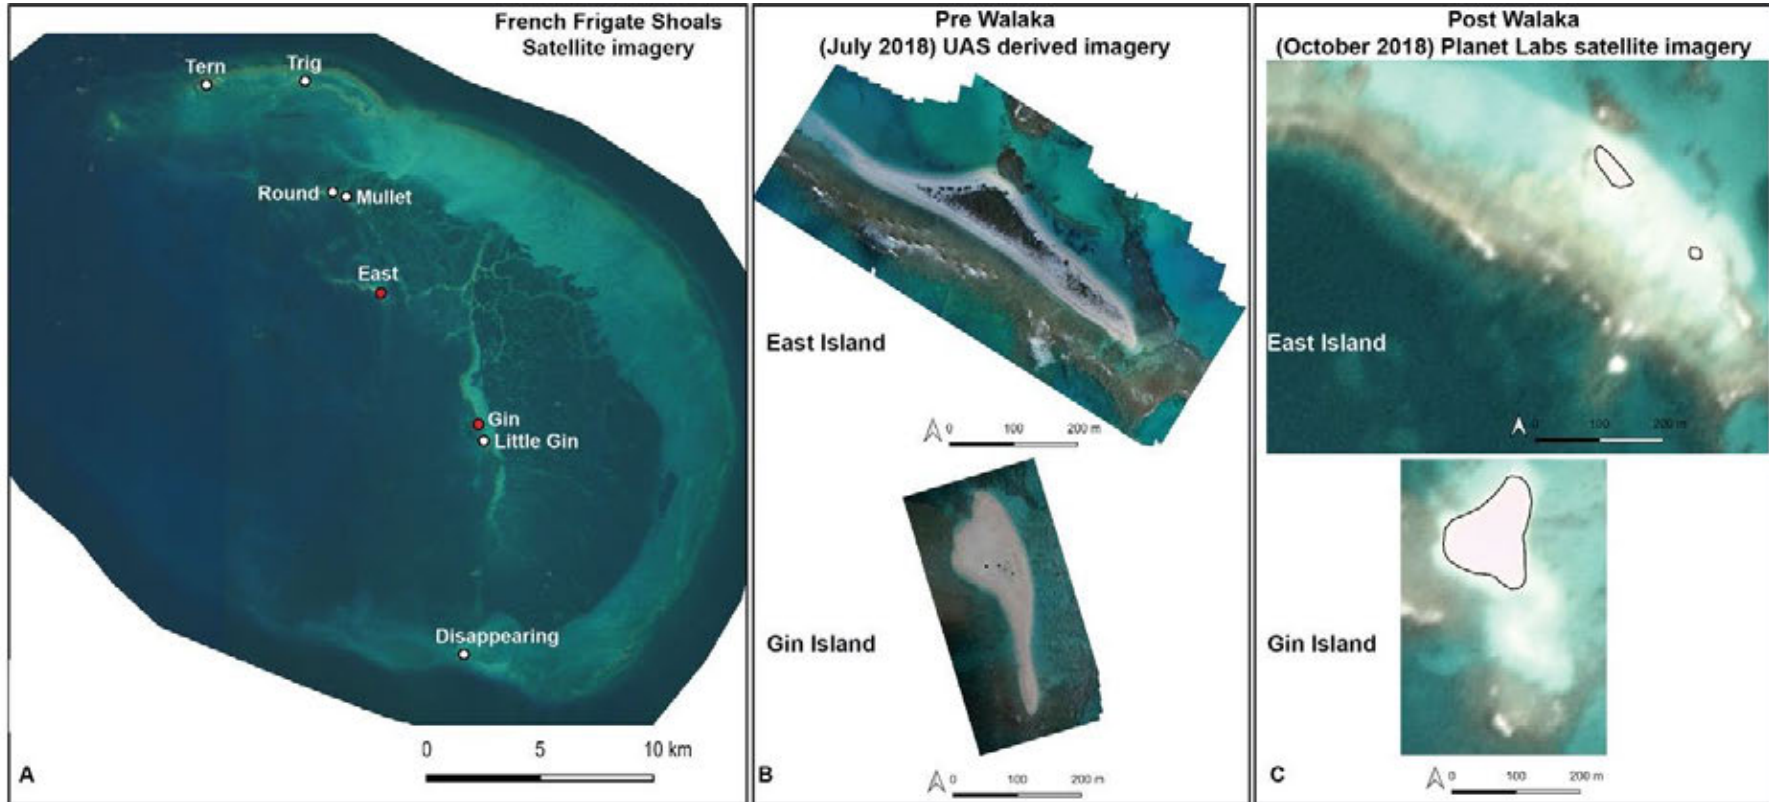 French Frigate Shoals
Satellite imagery
Tern
Trig
Round
Mullet
East
Gin
Little Gin
Disappearing
0 5 10 km
A
Pre Walaka
(July 2018) UAS derived imagery
East Island
0 100 200 m
Gin Island
0 100 200 m
B
Post Walaka
(October 2018) Planet Labs satellite imagery
East Island
0 100 200 m
Gin Island
0 100 200 m
C